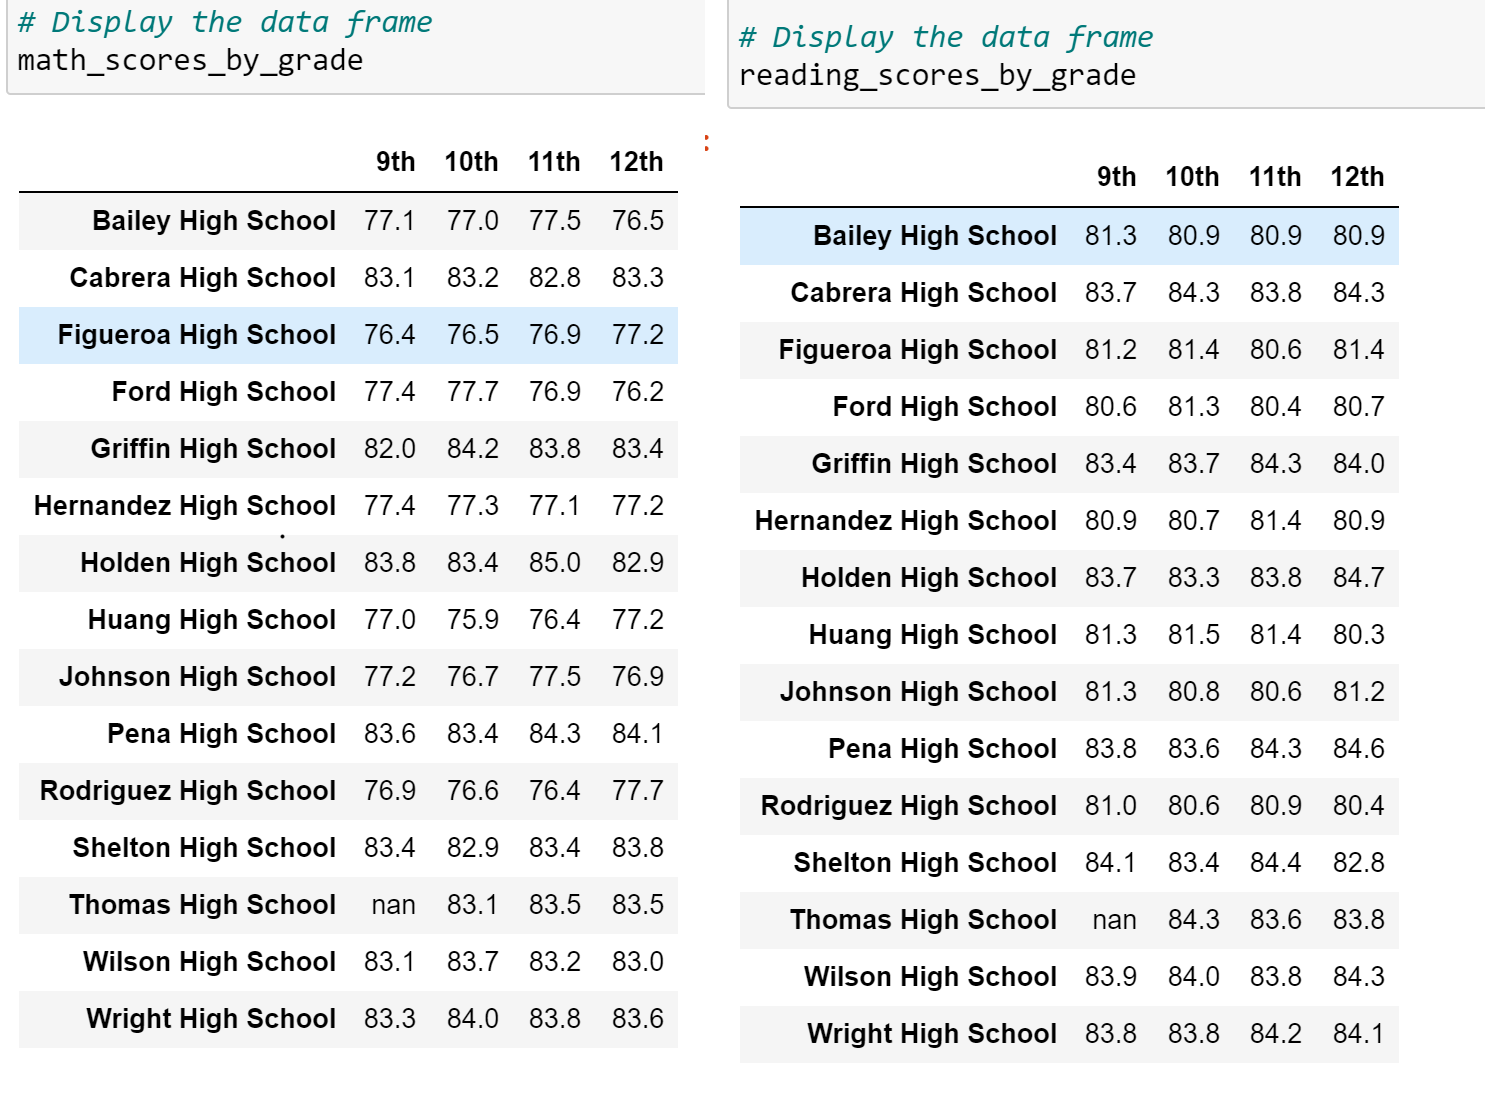 # Display the data frame
math_scores_by_grade
9th 10th 11th 12th
Bailey High School 77.1 77.0 77.5 76.5
Cabrera High School 83.1 83.2 82.8 83.3
Figueroa High School 76.4 76.5 76.9 77.2
Ford High School 77.4 77.7 76.9 76.2
Griffin High School 82.0 84.2 83.8 83.4
Hernandez High School 77.4 77.3 77.1 77.2
Holden High School 83.8 83.4 85.0 82.9
Huang High School 77.0 75.9 76.4 77.2
Johnson High School 77.2 76.7 77.5 76.9
Pena High School 83.6 83.4 84.3 84.1
Rodriguez High School 76.9 76.6 76.4 77.7
Shelton High School 83.4 82.9 83.4 83.8
Thomas High School nan 83.1 83.5 83.5
Wilson High School 83.1 83.7 83.2 83.0
Wright High School 83.3 84.0 83.8 83.6
:
# Display the data frame
reading_scores_by_grade
9th 10th 11th 12th
Bailey High School 81.3 80.9 80.9 80.9
Cabrera High School 83.7 84.3 83.8 84.3
Figueroa High School 81.2 81.4 80.6 81.4
Ford High School 80.6 81.3 80.4 80.7
Griffin High School 83.4 83.7 84.3 84.0
Hernandez High School 80.9 80.7 81.4 80.9
Holden High School 83.7 83.3 83.8 84.7
Huang High School 81.3 81.5 81.4 80.3
Johnson High School 81.3 80.8 80.6 81.2
Pena High School 83.8 83.6 84.3 84.6
Rodriguez High School 81.0 80.6 80.9 80.4
Shelton High School 84.1 83.4 84.4 82.8
Thomas High School nan 84.3 83.6 83.8
Wilson High School 83.9 84.0 83.8 84.3
Wright High School 83.8 83.8 84.2 84.1